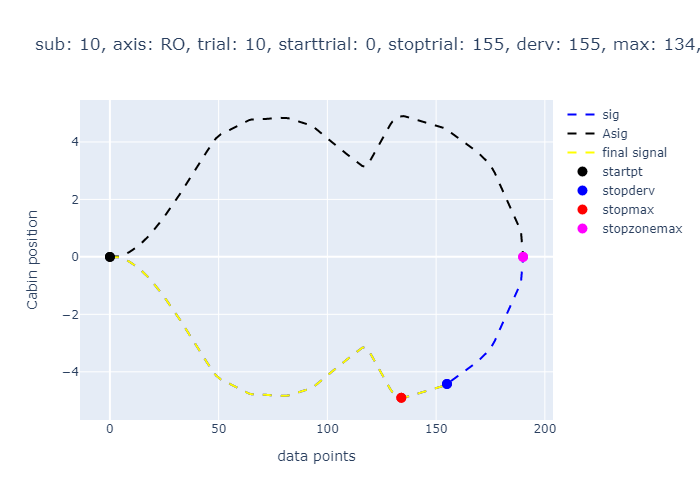 sub: 10, axis: RO, trial: 10, starttrial: 0, stoptrial: 155, derv: 155, max: 134,
sig
Asig
final signal
startpt
stopderv
stopmax
stopzonemax
4
2
0
−2
−4
Cabin position
0
50
100
150
200
data points